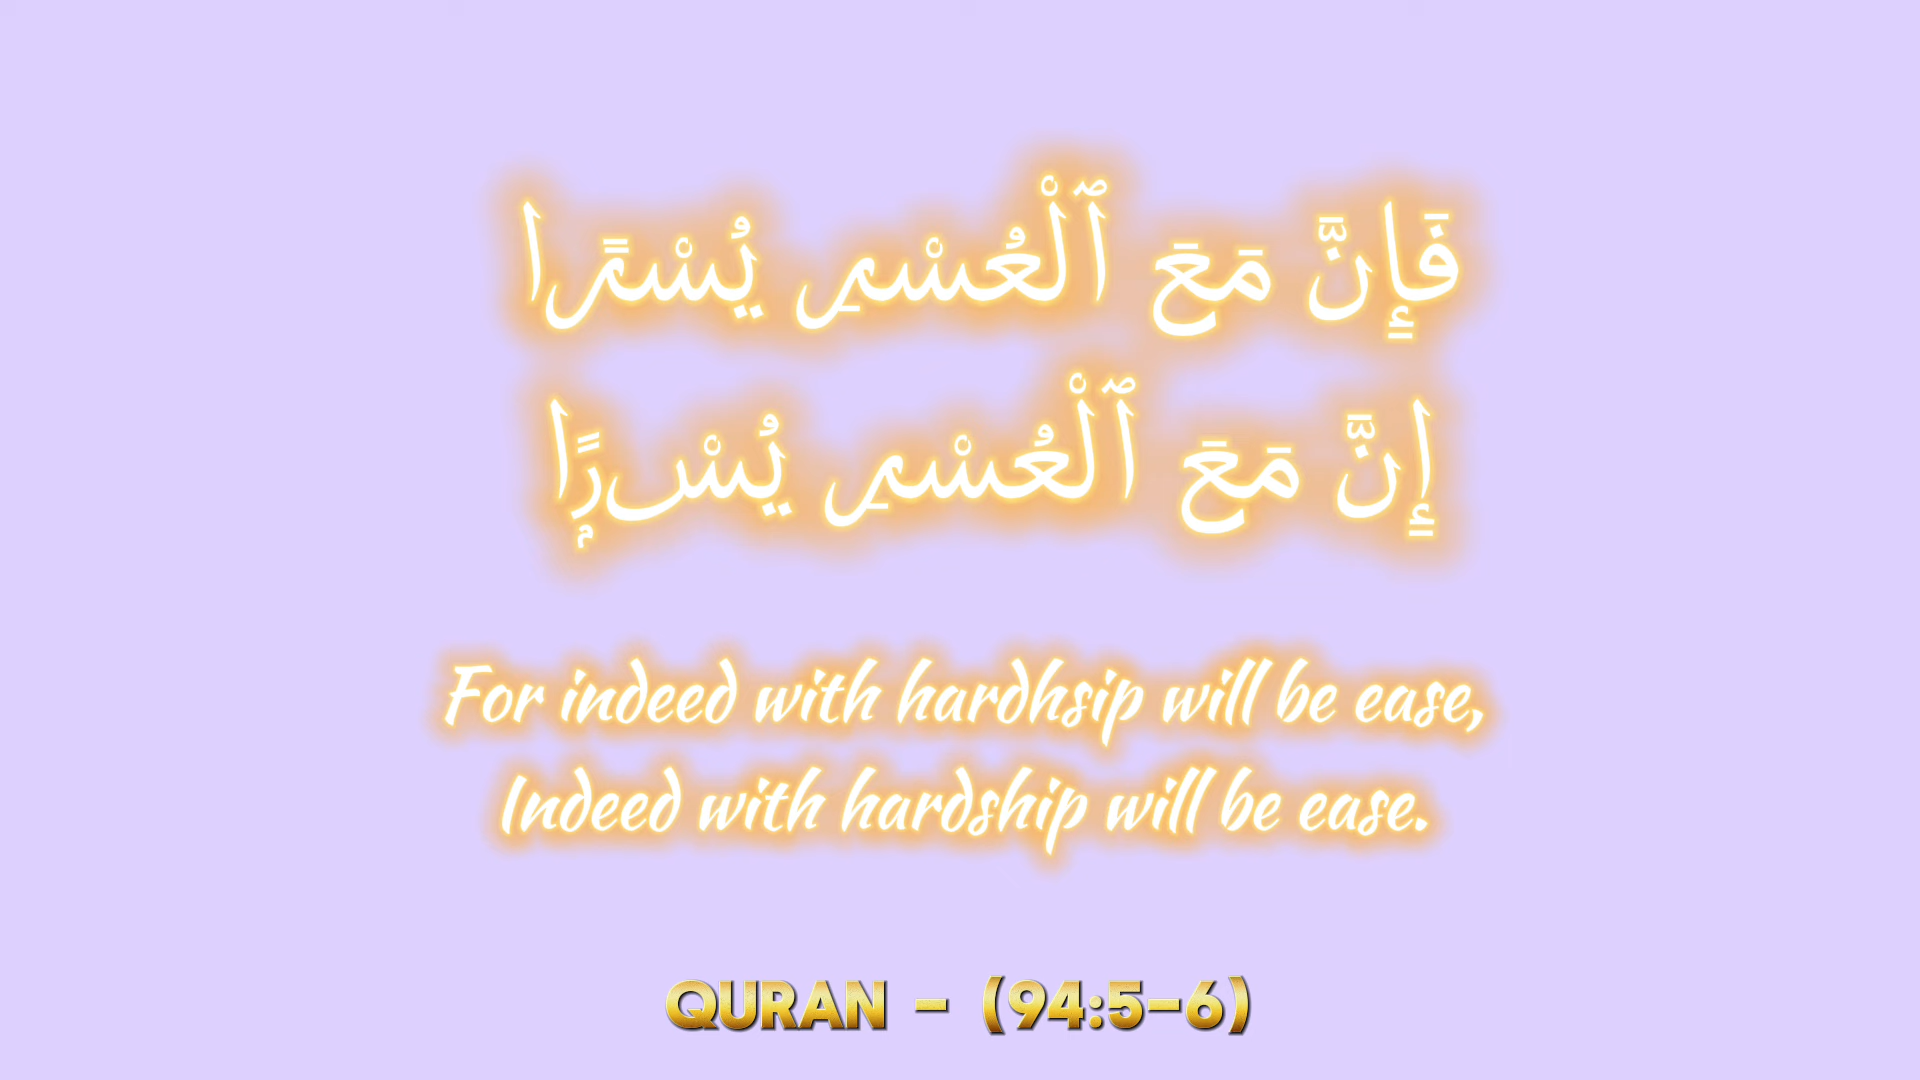 فَإِنَّ مَعَ ٱلْعُسْرِ يُسْرًا
إِنَّ مَعَ ٱلْعُسْرِ يُسْرًۭا
For indeed with hardhsip will be ease,
Indeed with hardship will be ease.
QURAN - (94:5-6)